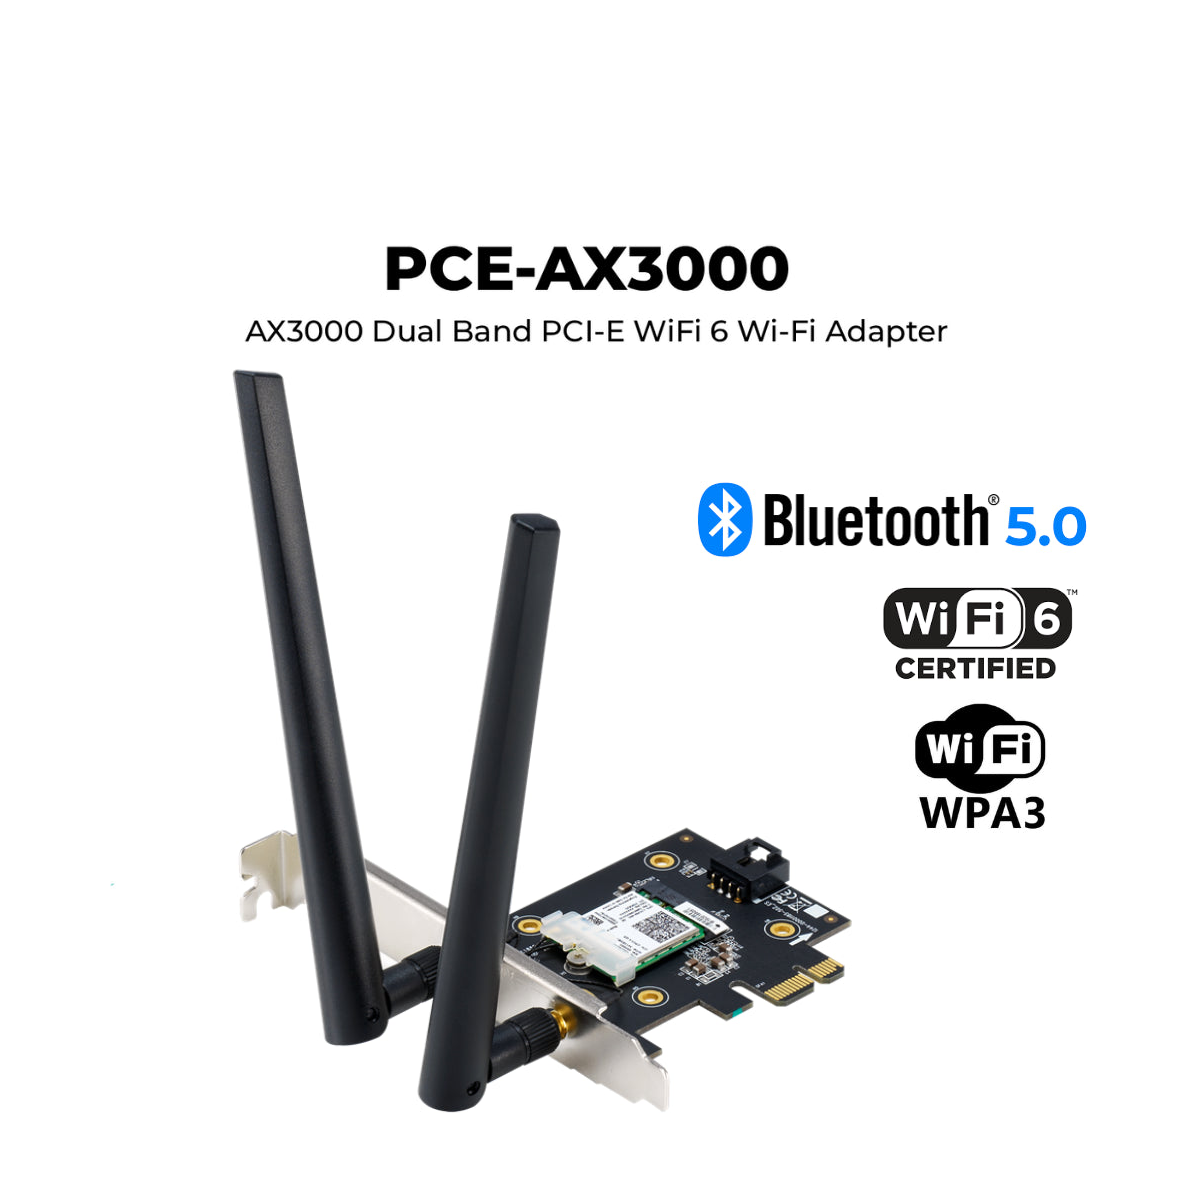 PCE-AX3000
AX3000 Dual Band PCI-E WiFi 6 Wi-Fi Adapter
Bluetooth® 5.0
Wi Fi 6™
CERTIFIED
Wi Fi
WPA3